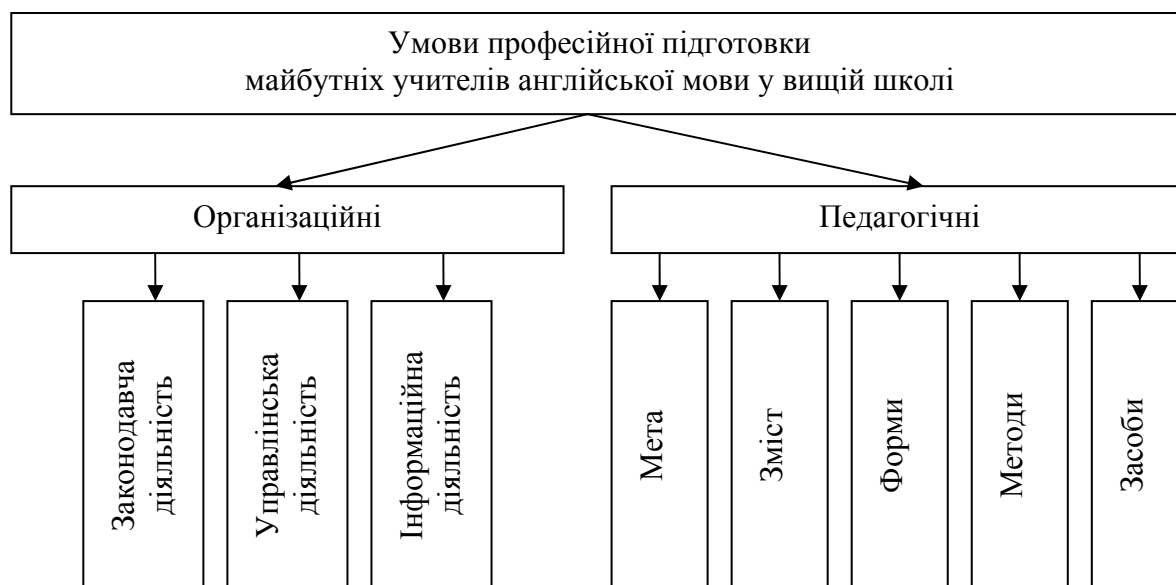 Умови професійної підготовки
майбутніх учителів англійської мови у вищій школі
Організаційні
Педагогічні
Законодавча
діяльність
Управлінська
діяльність
Інформаційна
діяльність
Мета
Зміст
Форми
Методи
Засоби